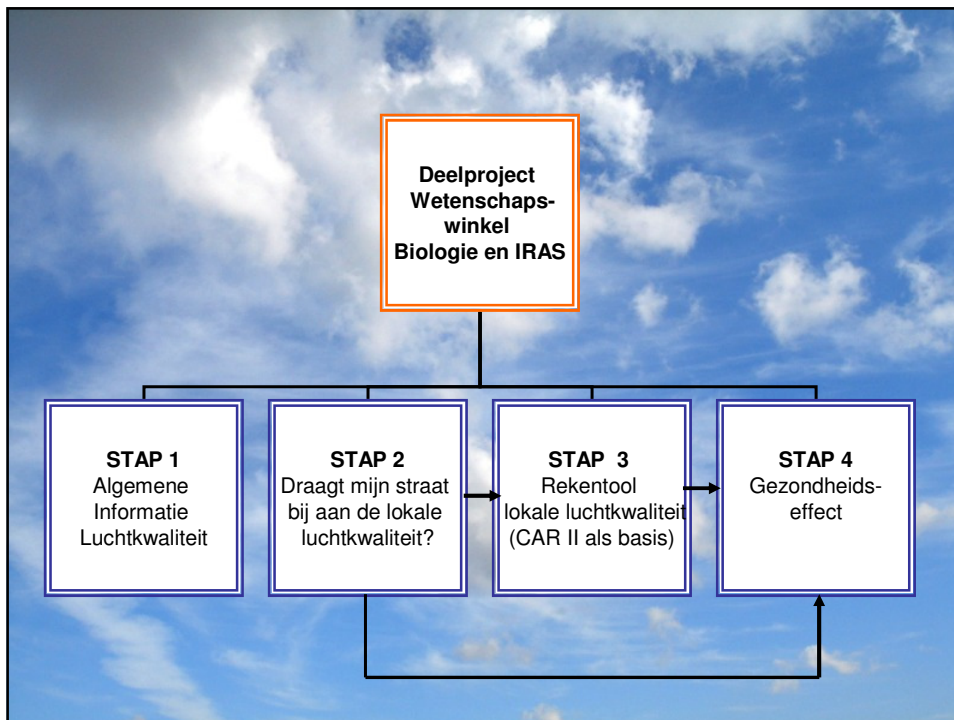 Deelproject
Wetenschaps-
winkel
Biologie en IRAS
STAP 1
Algemene
Informatie
Luchtkwaliteit
STAP 2
Draagt mijn straat
bij aan de lokale
luchtkwaliteit?
STAP 3
Rekentool
lokale luchtkwaliteit
(CAR II als basis)
STAP 4
Gezondheids-
effect